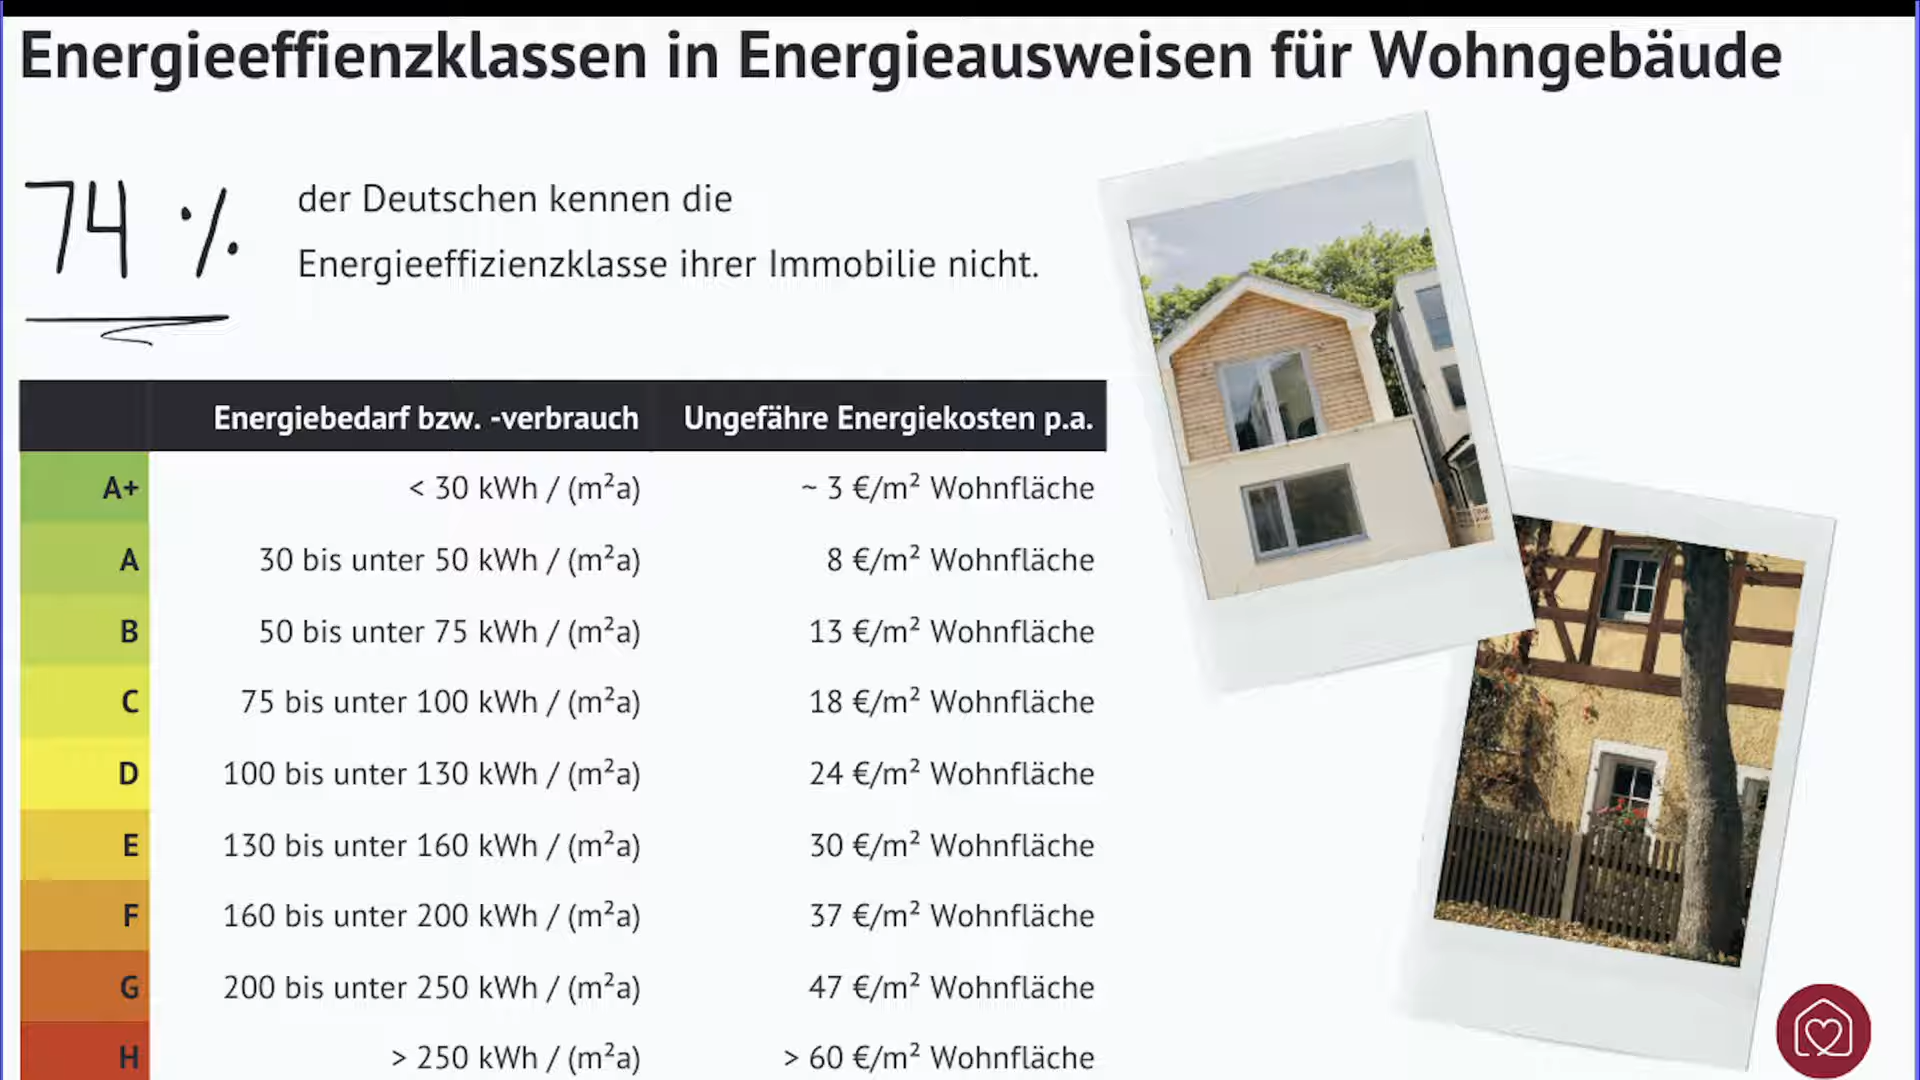 Energieeffienzklassen in Energieausweisen für Wohngebäude
74 %
der Deutschen kennen die
Energieeffizienzklasse ihrer Immobilie nicht.
Energiebedarf bzw. -verbrauch Ungefähre Energiekosten p.a.
A+ < 30 kWh / (m²a) ~ 3 €/m² Wohnfläche
A 30 bis unter 50 kWh / (m²a) 8 €/m² Wohnfläche
B 50 bis unter 75 kWh / (m²a) 13 €/m² Wohnfläche
C 75 bis unter 100 kWh / (m²a) 18 €/m² Wohnfläche
D 100 bis unter 130 kWh / (m²a) 24 €/m² Wohnfläche
E 130 bis unter 160 kWh / (m²a) 30 €/m² Wohnfläche
F 160 bis unter 200 kWh / (m²a) 37 €/m² Wohnfläche
G 200 bis unter 250 kWh / (m²a) 47 €/m² Wohnfläche
H > 250 kWh / (m²a) > 60 €/m² Wohnfläche